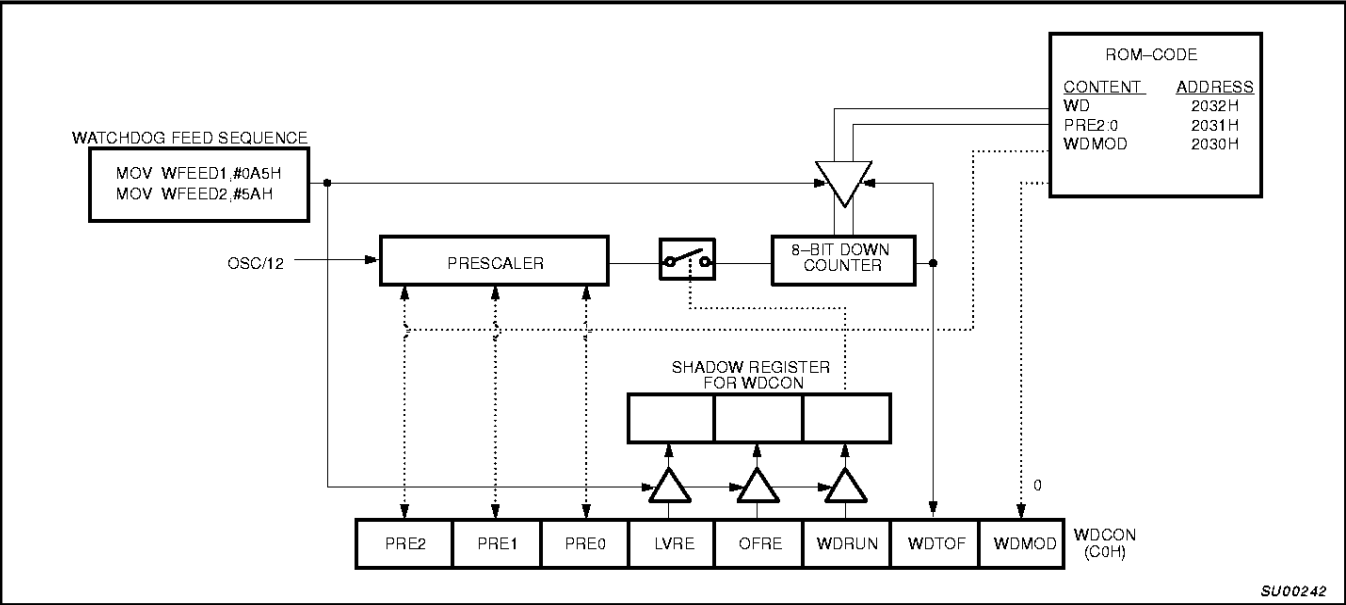 ROM–CODE
CONTENT ADDRESS
WD 2032H
PRE2:0 2031H
WDMOD 2030H
WATCHDOG FEED SEQUENCE
MOV WFEED1,#0A5H
MOV WFEED2,#5AH
OSC/12
PRESCALER
8–BIT DOWN
COUNTER
SHADOW REGISTER
FOR WDCON
0
PRE2 PRE1 PRE0 LVRE OFRE WDRUN WDTOF WDMOD WDCON
(C0H)
SU00242